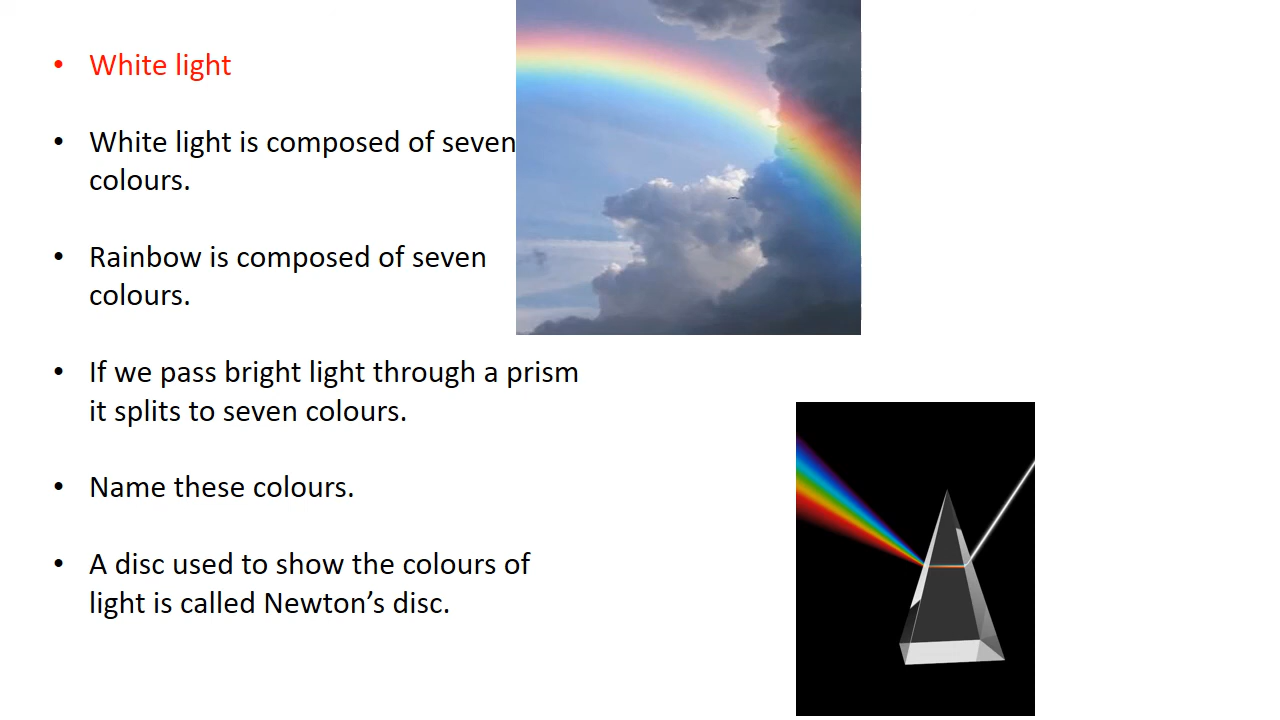 • White light
• White light is composed of seven
colours.
• Rainbow is composed of seven
colours.
• If we pass bright light through a prism
it splits to seven colours.
• Name these colours.
• A disc used to show the colours of
light is called Newton’s disc.